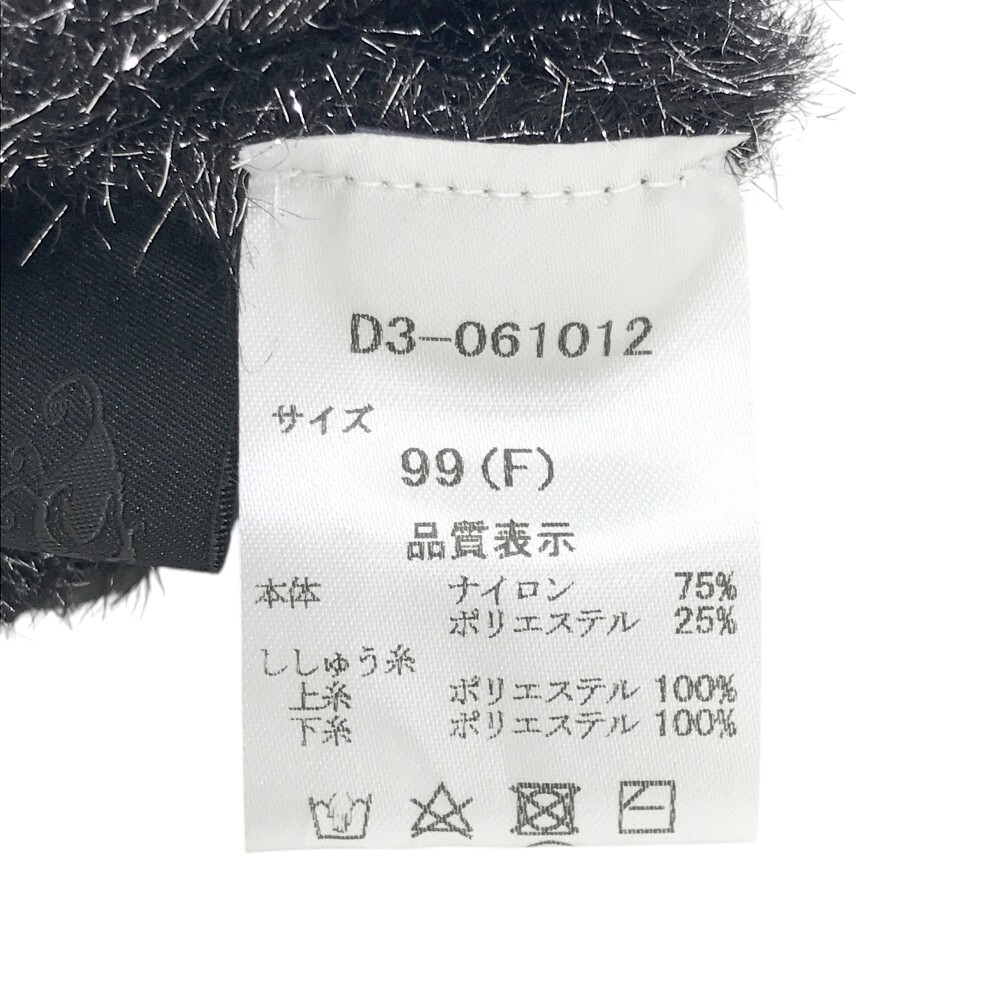 D3-061012
サイズ
99(F)
品質表示
本体 ナイロン 75%
ポリエステル 25%
ししゅう糸
上糸 ポリエステル 100%
下糸 ポリエステル 100%